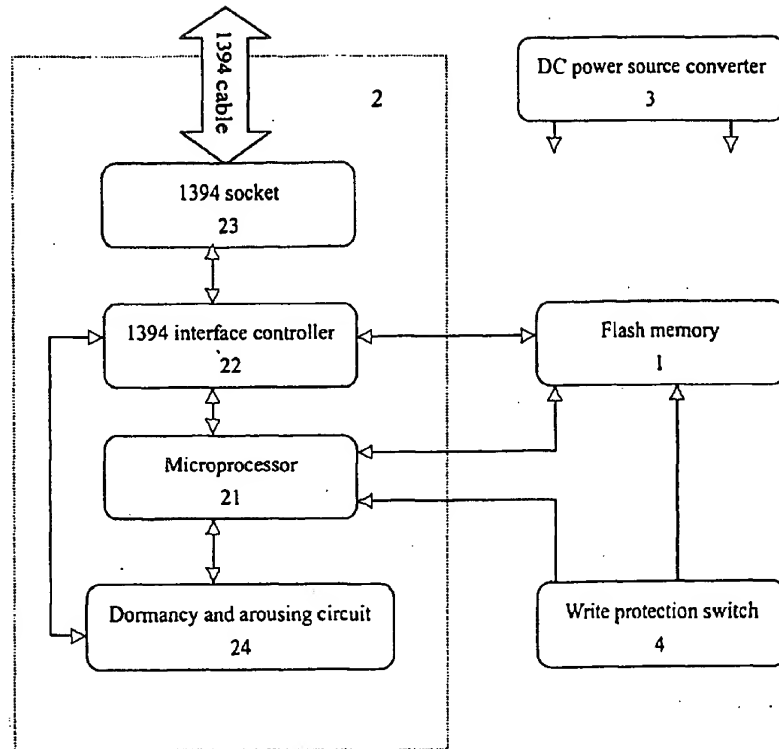 1394 cable
2
DC power source converter
3
1394 socket
23
1394 interface controller
22
Flash memory
1
Microprocessor
21
Dormancy and arousing circuit
24
Write protection switch
4